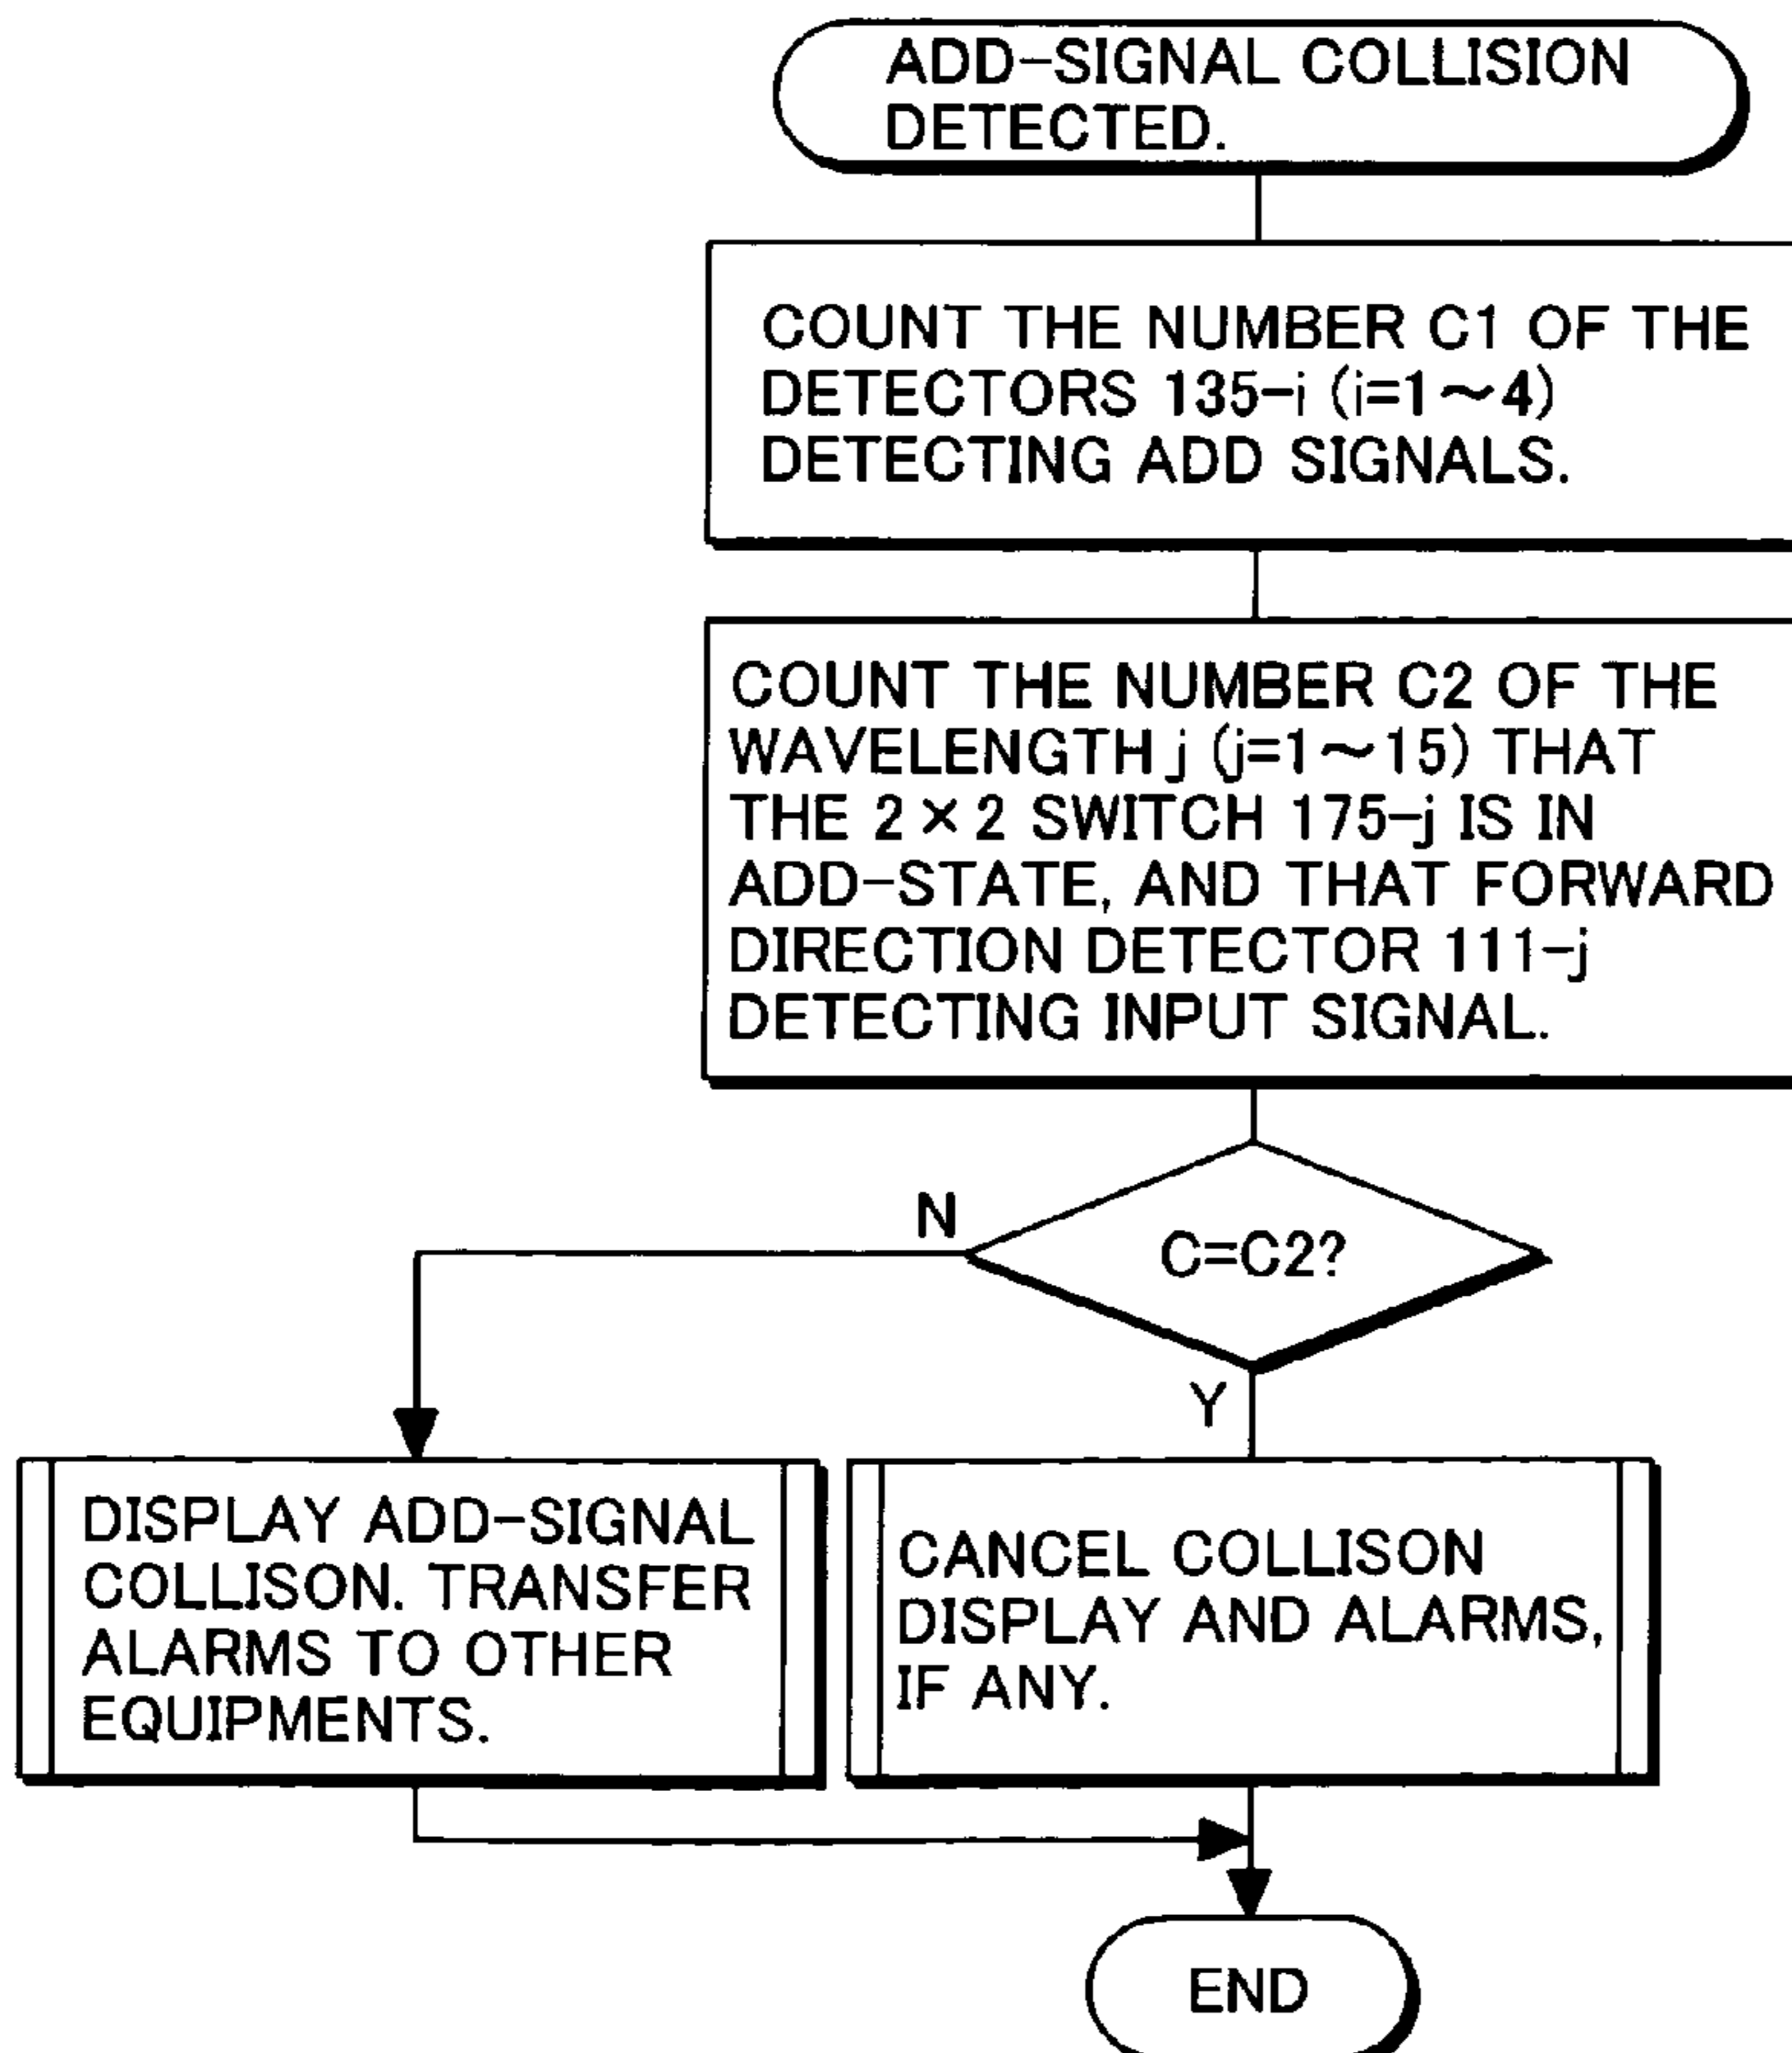 ADD-SIGNAL COLLISION
DETECTED.
COUNT THE NUMBER C1 OF THE
DETECTORS 135-i (i=1～4)
DETECTING ADD SIGNALS.
COUNT THE NUMBER C2 OF THE
WAVELENGTH j (j=1～15) THAT
THE 2×2 SWITCH 175-j IS IN
ADD-STATE, AND THAT FORWARD
DIRECTION DETECTOR 111-j
DETECTING INPUT SIGNAL.
N
C=C2?
Y
DISPLAY ADD-SIGNAL
COLLISON. TRANSFER
ALARMS TO OTHER
EQUIPMENTS.
CANCEL COLLISON
DISPLAY AND ALARMS,
IF ANY.
END